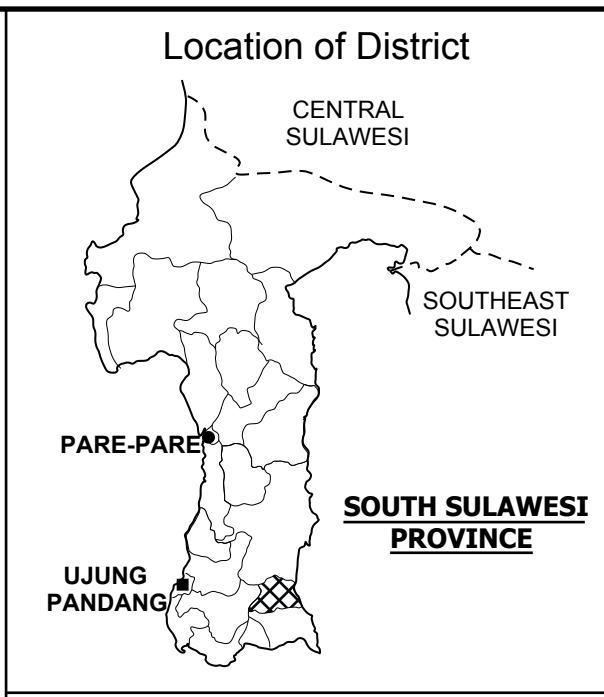 Location of District
CENTRAL
SULAWESI
SOUTHEAST
SULAWESI
PARE-PARE
SOUTH SULAWESI
PROVINCE
UJUNG
PANDANG